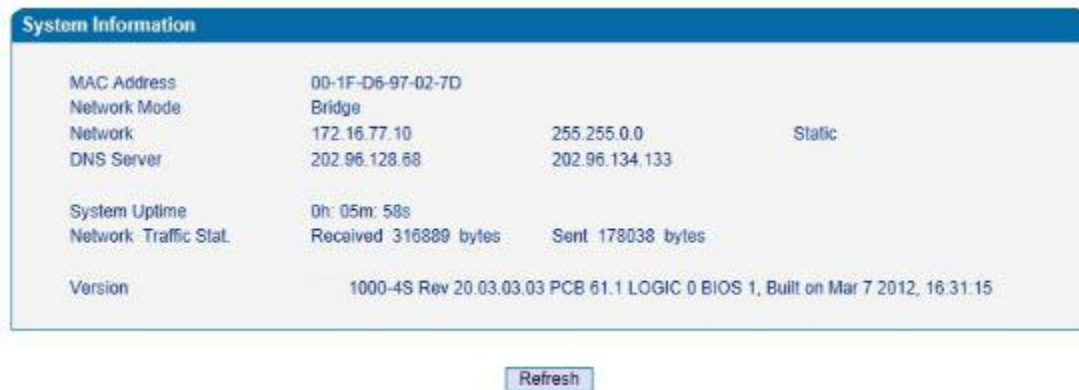 System Information
MAC Address 00-1F-D6-97-02-7D
Network Mode Bridge
Network 172.16.77.10 255.255.0.0 Static
DNS Server 202.96.128.68 202.96.134.133
System Uptime 0h: 05m: 58s
Network Traffic Stat. Received 316889 bytes Sent 178038 bytes
Version 1000-4S Rev 20.03.03.03 PCB 61.1 LOGIC 0 BIOS 1, Built on Mar 7 2012, 16:31:15
Refresh